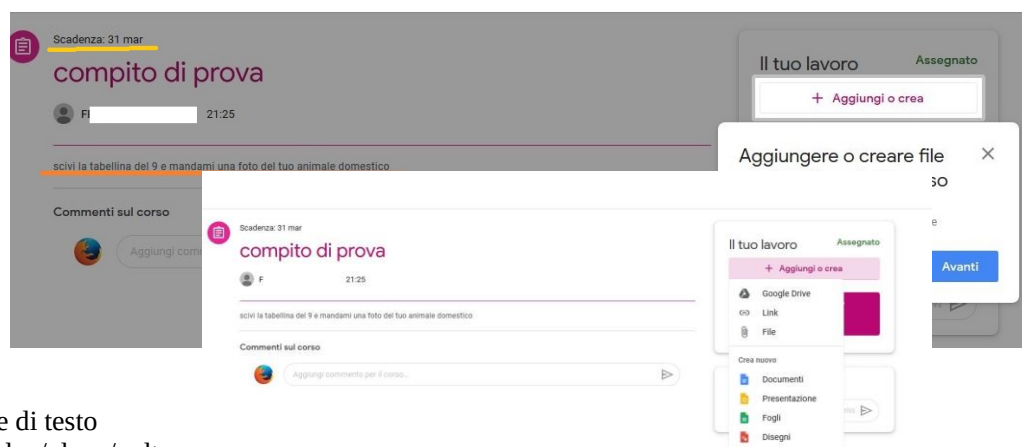 Scadenza: 31 mar
compito di prova
21:25
scivi la tabellina del 9 e mandami una foto del tuo animale domestico
Commenti sul corso
Aggiungi
Il tuo lavoro Assegnato
+ Aggiungi o crea
Aggiungere o creare file
Avanti
Scadenza: 31 mar
compito di prova
F 21:25
scivi la tabellina del 9 e mandami una foto del tuo animale domestico
Commenti sul corso
Aggiungi commento per il corso...
Il tuo lavoro Assegnato
+ Aggiungi o crea
Google Drive
Link
File
Crea nuovo
Documenti
Presentazione
Fogli
Disegni
e di testo